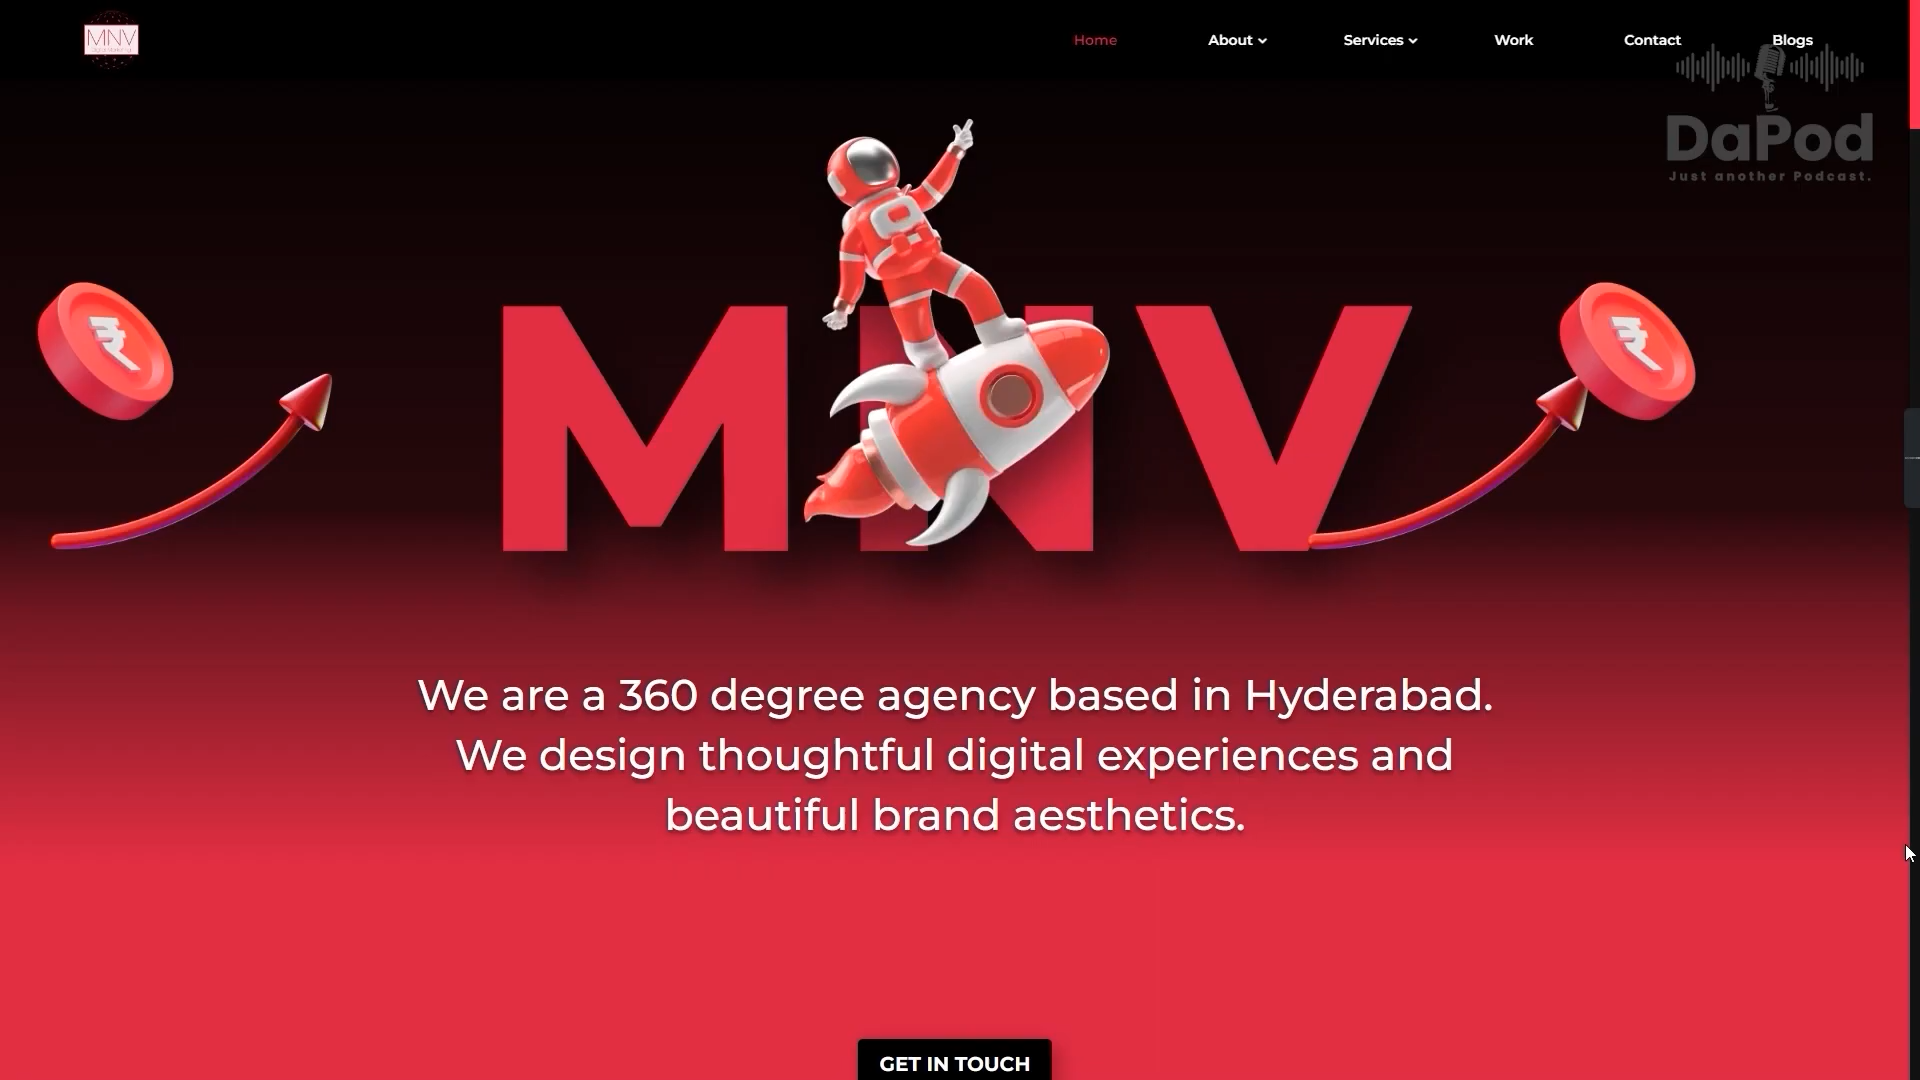 MNV
Home
About
Services
Work
Contact
Blogs
DaPod
Just another Podcast.
MNV
We are a 360 degree agency based in Hyderabad.
We design thoughtful digital experiences and
beautiful brand aesthetics.
GET IN TOUCH